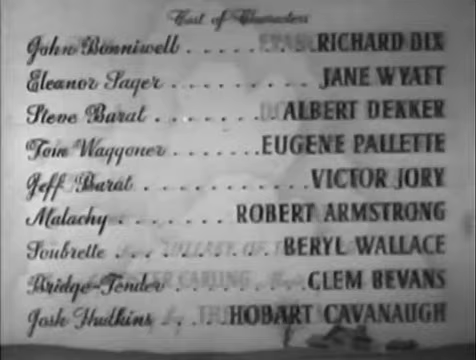 Cast of Characters
John Bonniwell . . . . . . . RICHARD DIX
Eleanor Sager . . . . . . . . . . JANE WYATT
Steve Barat . . . . . . . ALBERT DEKKER
Tom Waggoner . . . . . . . EUGENE PALLETTE
Jeff Barat . . . . . . . . . . . VICTOR JORY
Malachy . . . . . . . ROBERT ARMSTRONG
Soubrette . . . . . . . . . BERYL WALLACE
Bridge-Tender . . . . . . . . CLEM BEVANS
Josh Hudkins . . . . HOBART CAVANAUGH